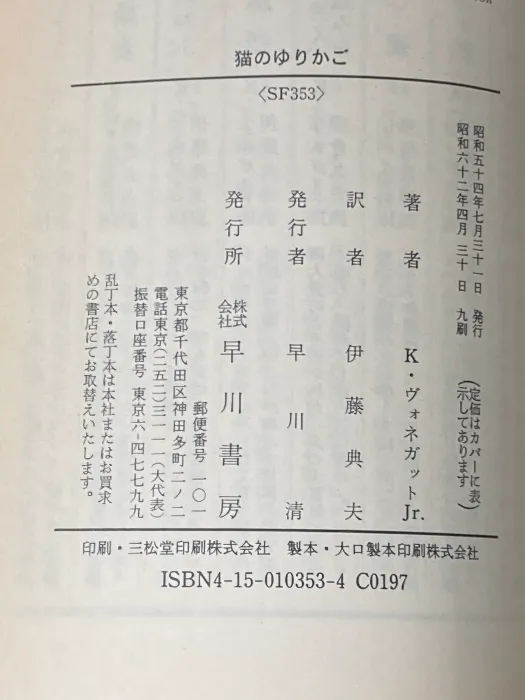 猫のゆりかご
〈SF353〉
昭和五十四年七月三十一日 発行
昭和六十二年四月三十日 九刷
(定価はカバーに表
示してあります)
著者 K・ヴォネガットJr.
訳者 伊藤典夫
発行者 早川清
発行所 株式会社 早川書房
郵便番号 一〇一
東京都千代田区神田多町二ノ二
電話東京(二五二)三一一一(大代表)
振替口座番号 東京六-四七七九九
乱丁本・落丁本は本社またはお買求
めの書店にてお取替えいたします。
印刷・三松堂印刷株式会社 製本・大口製本印刷株式会社
ISBN4-15-010353-4 C0197